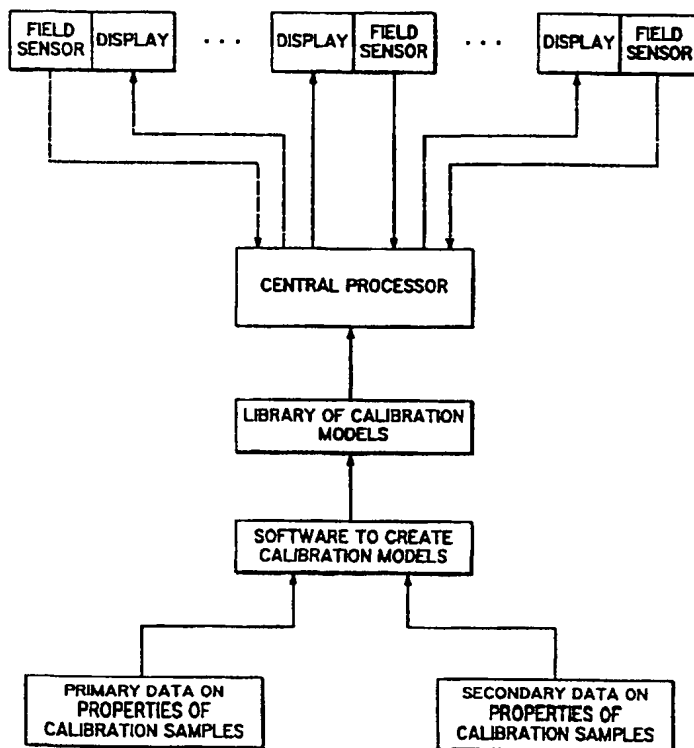 FIELD SENSOR DISPLAY . . . DISPLAY FIELD SENSOR . . . DISPLAY FIELD SENSOR
CENTRAL PROCESSOR
LIBRARY OF CALIBRATION
MODELS
SOFTWARE TO CREATE
CALIBRATION MODELS
PRIMARY DATA ON
PROPERTIES OF
CALIBRATION SAMPLES
SECONDARY DATA ON
PROPERTIES OF
CALIBRATION SAMPLES